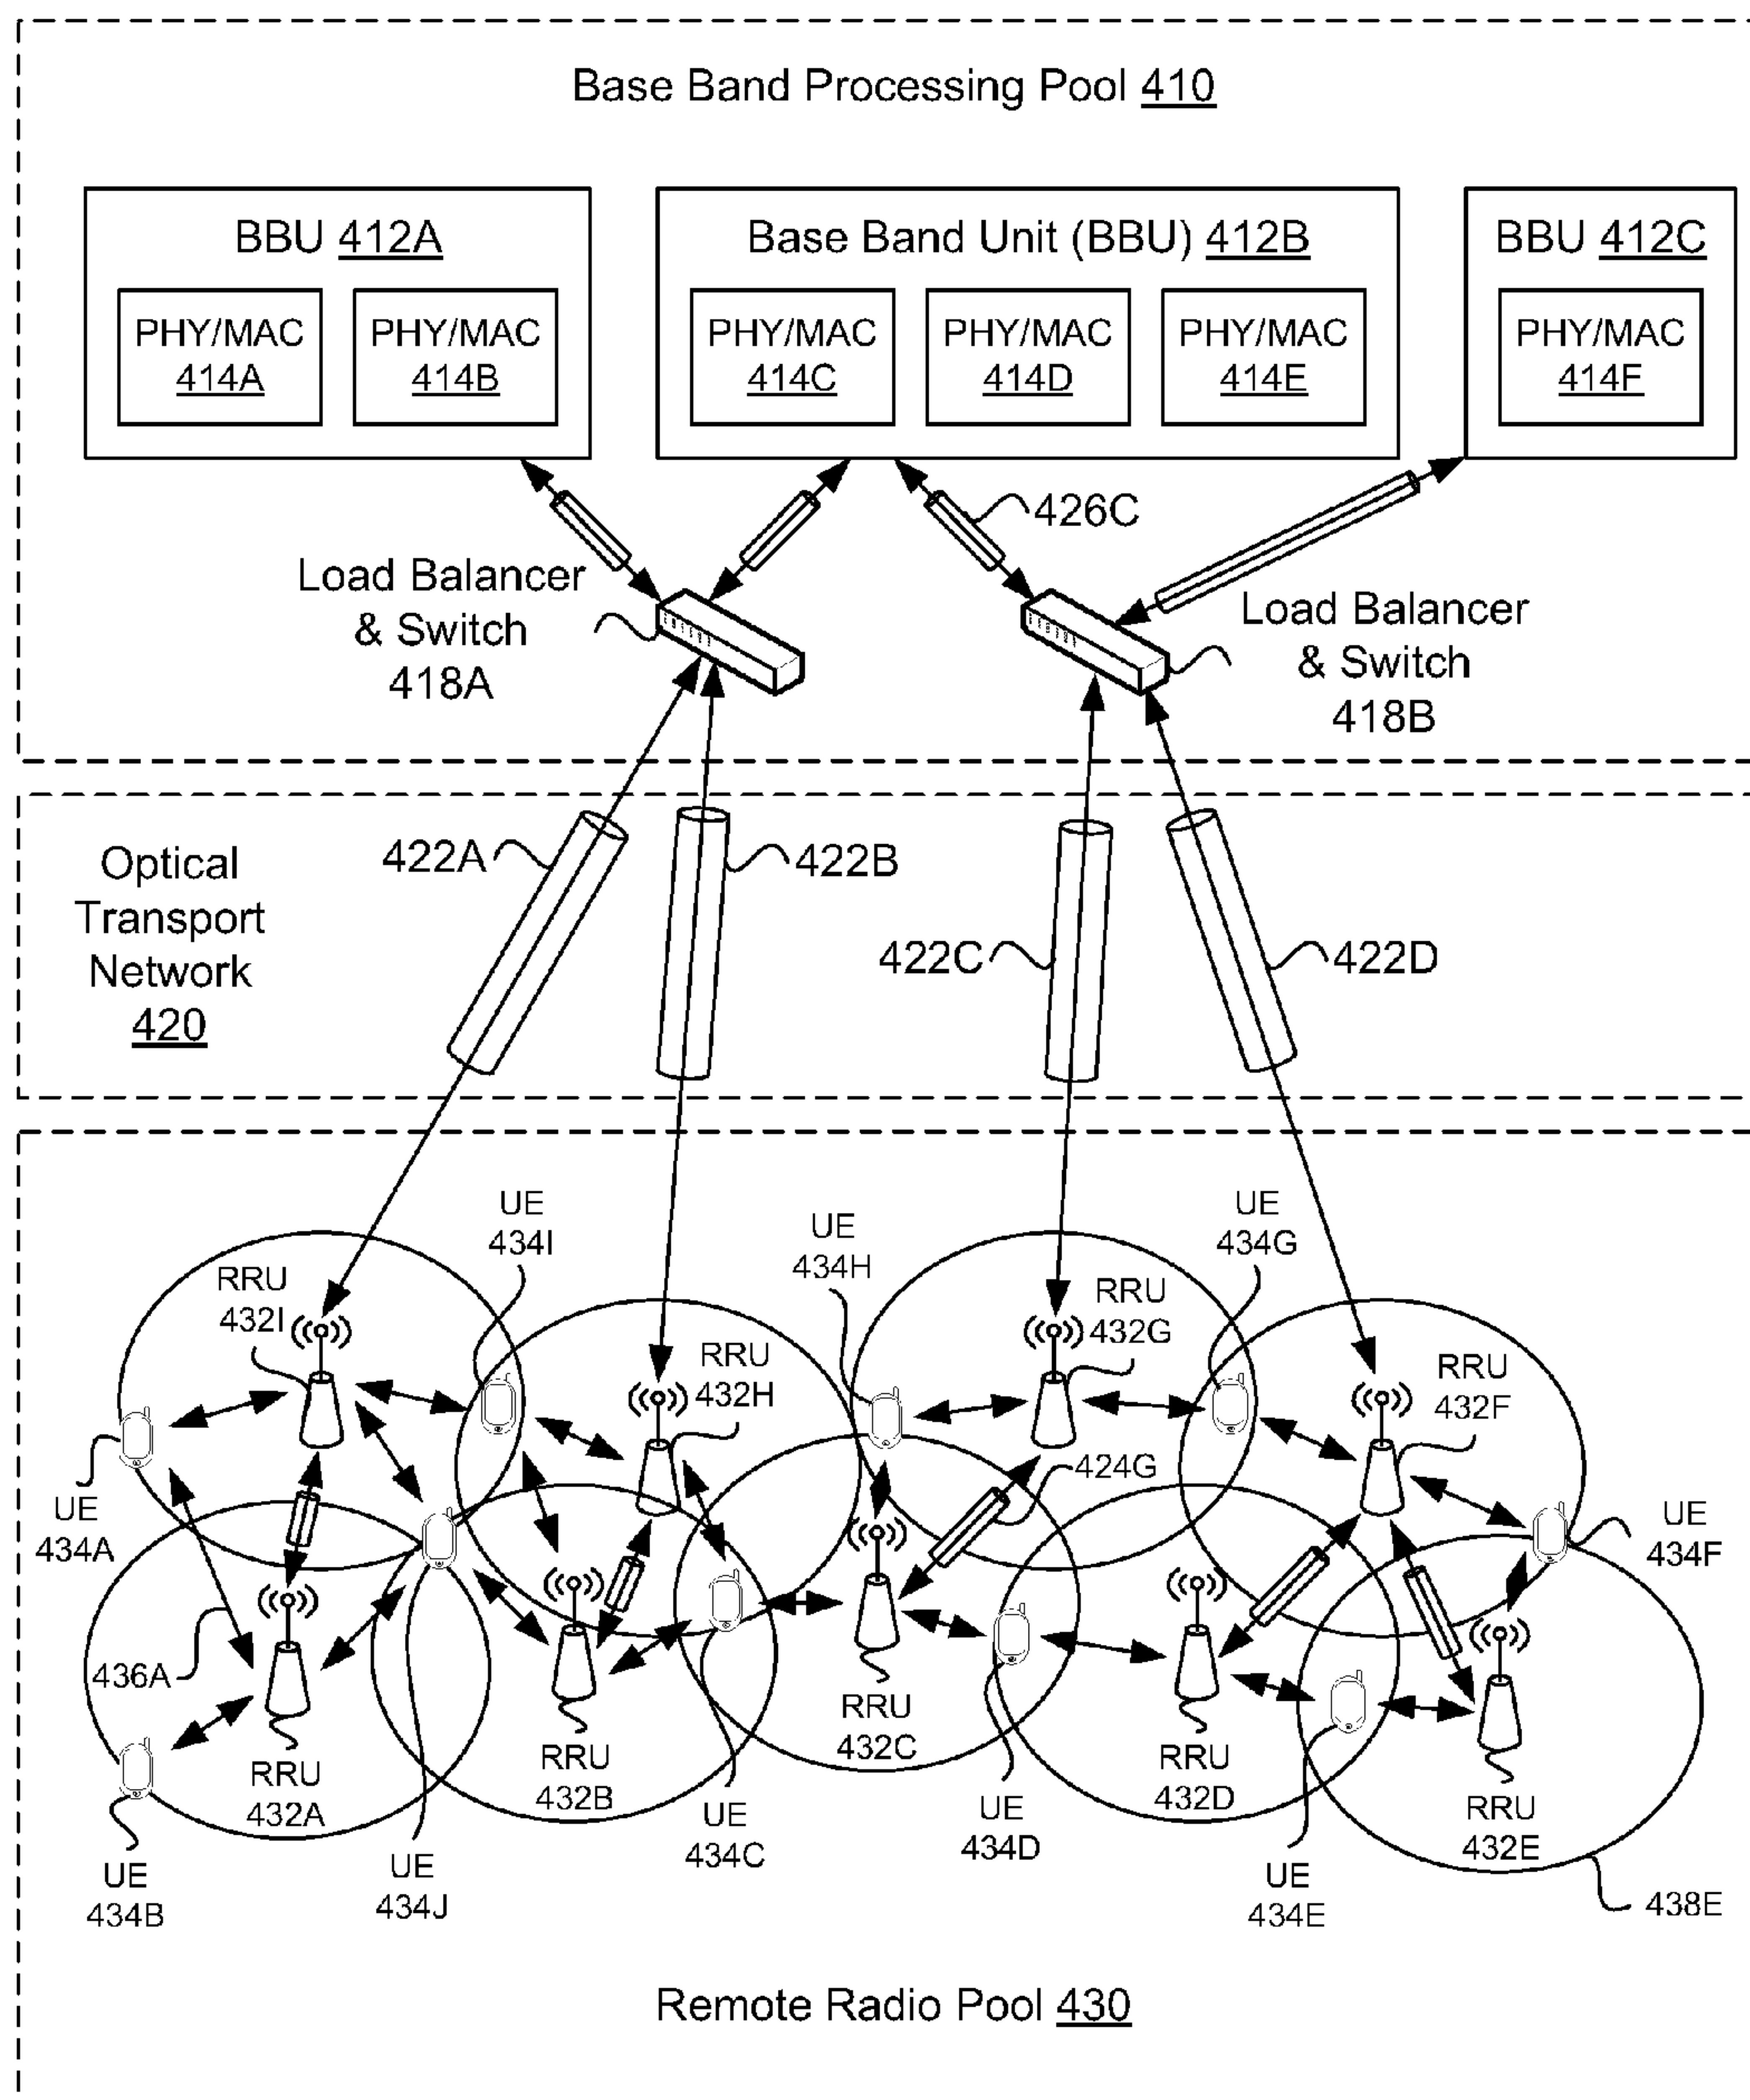 Base Band Processing Pool 410
BBU 412A
Base Band Unit (BBU) 412B
BBU 412C
PHY/MAC
414A
PHY/MAC
414B
PHY/MAC
414C
PHY/MAC
414D
PHY/MAC
414E
PHY/MAC
414F
426C
Load Balancer
& Switch
418A
Load Balancer
& Switch
418B
Optical
Transport
Network
420
422A
422B
422C
422D
UE
434I
UE
434H
UE
434G
RRU
432I
RRU
432H
RRU
432G
RRU
432F
424G
UE
434A
UE
434F
436A
RRU
432A
RRU
432B
RRU
432C
RRU
432D
RRU
432E
UE
434B
UE
434J
UE
434C
UE
434D
UE
434E
438E
Remote Radio Pool 430